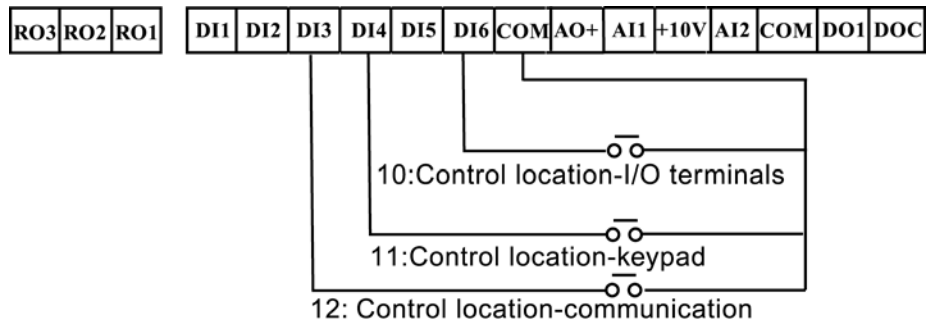 RO3 RO2 RO1 DI1 DI2 DI3 DI4 DI5 DI6 COM AO+ AI1 +10V AI2 COM DO1 DOC
10:Control location-I/O terminals
11:Control location-keypad
12: Control location-communication